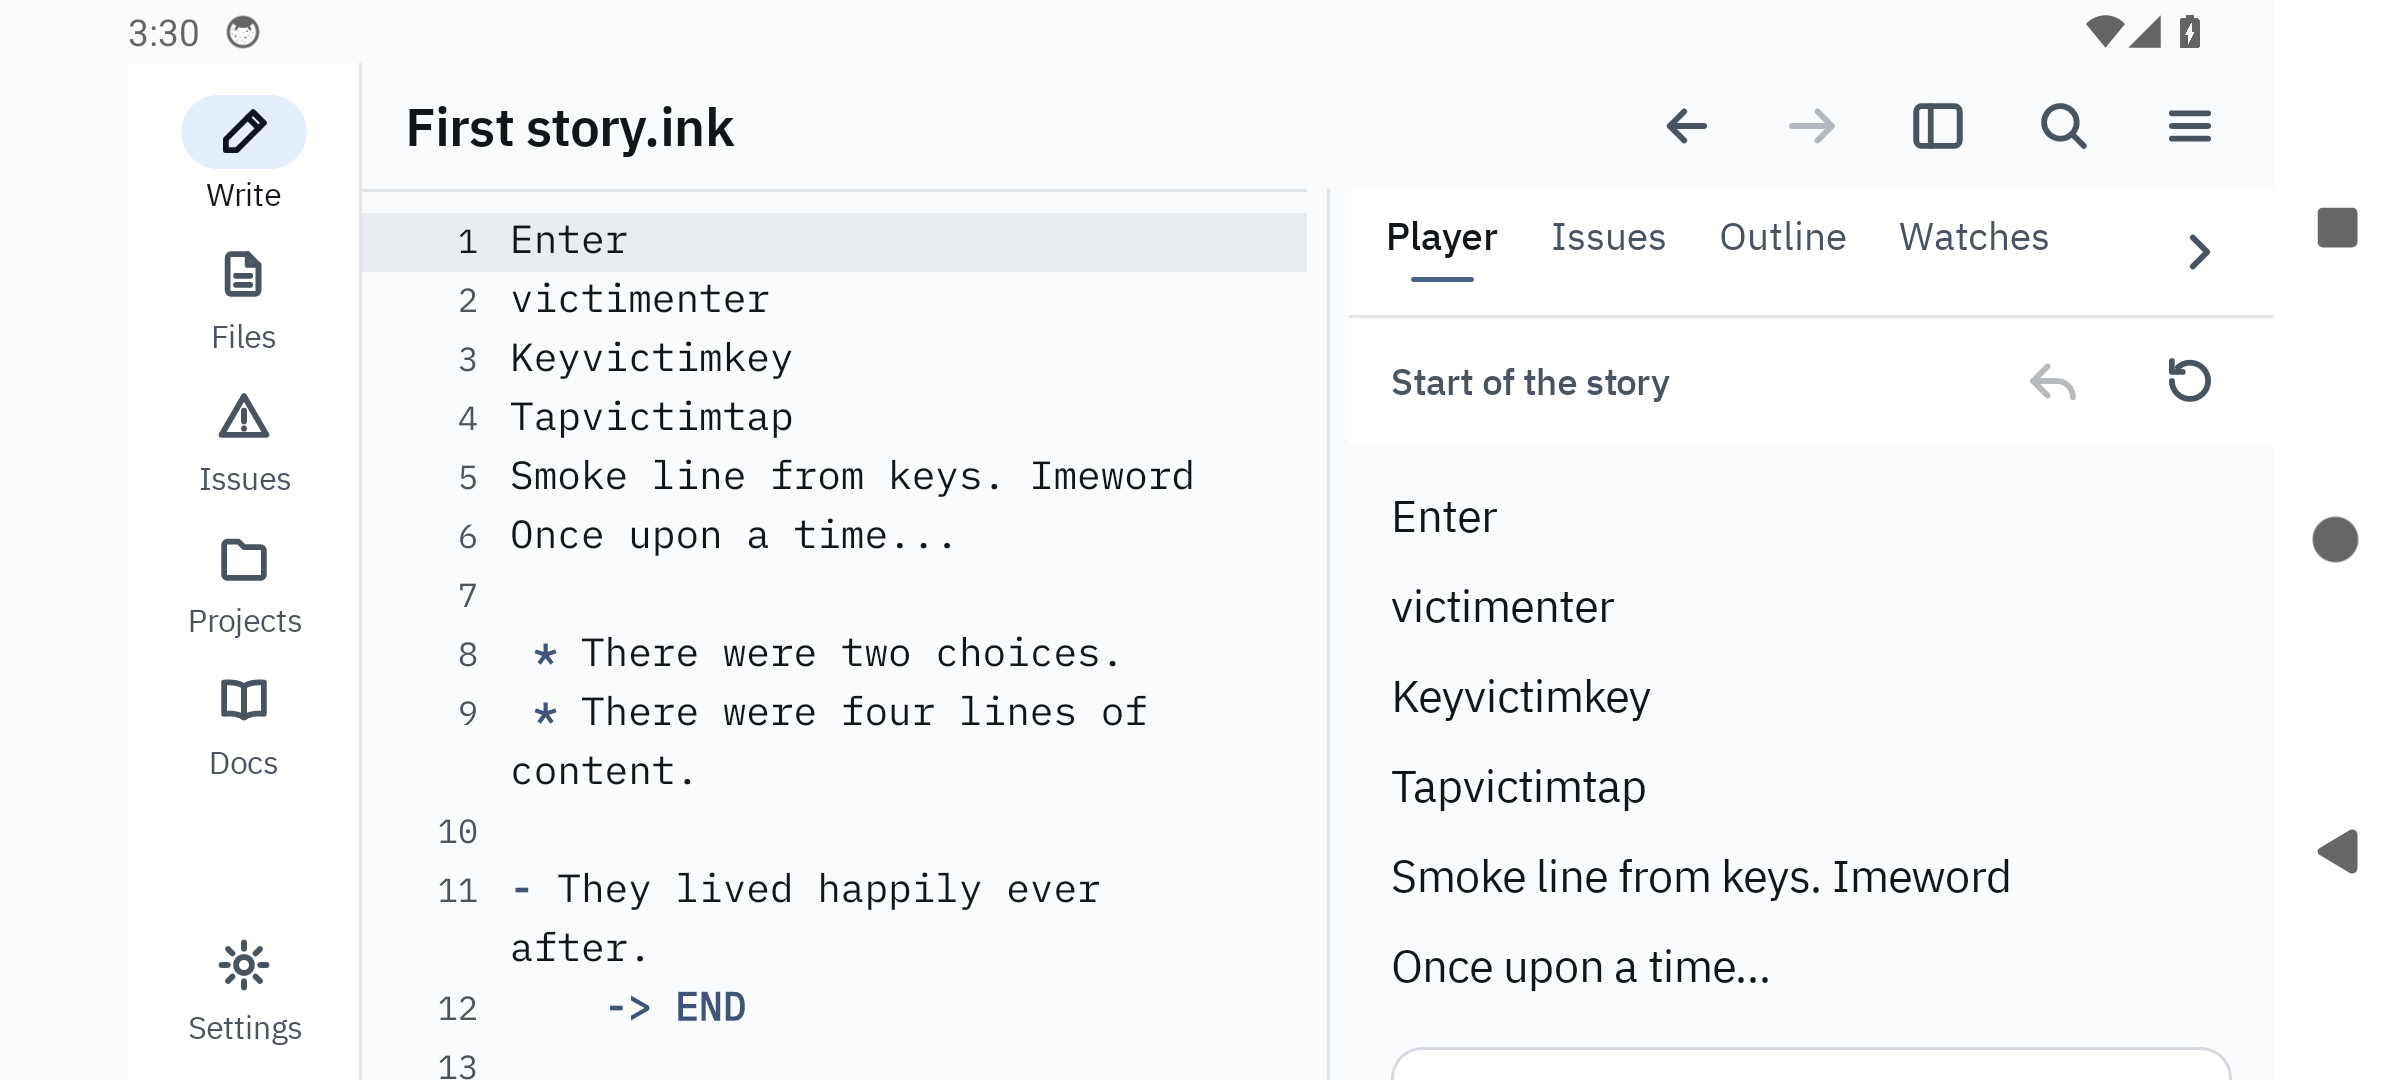 3:30
Write
Files
Issues
Projects
Docs
Settings
First story.ink
1 Enter
2 victimenter
3 Keyvictimkey
4 Tapvictimtap
5 Smoke line from keys. Imeword
6 Once upon a time...
7
8 * There were two choices.
9 * There were four lines of
content.
10
11 - They lived happily ever
after.
12 -> END
13
Player Issues Outline Watches
Start of the story
Enter
victimenter
Keyvictimkey
Tapvictimtap
Smoke line from keys. Imeword
Once upon a time...